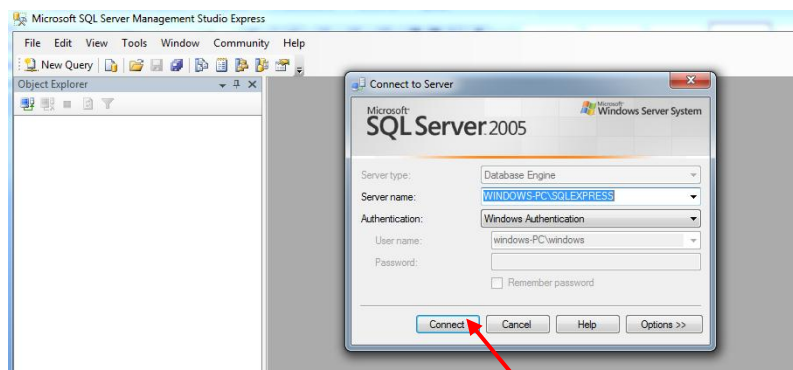 Microsoft SQL Server Management Studio Express
File Edit View Tools Window Community Help
New Query
Object Explorer
Connect to Server
Microsoft
SQL Server 2005
Microsoft
Windows Server System
Server type: Database Engine
Server name: WINDOWS-PC\SQLEXPRESS
Authentication: Windows Authentication
User name: windows-PC\windows
Password:
Remember password
Connect Cancel Help Options >>